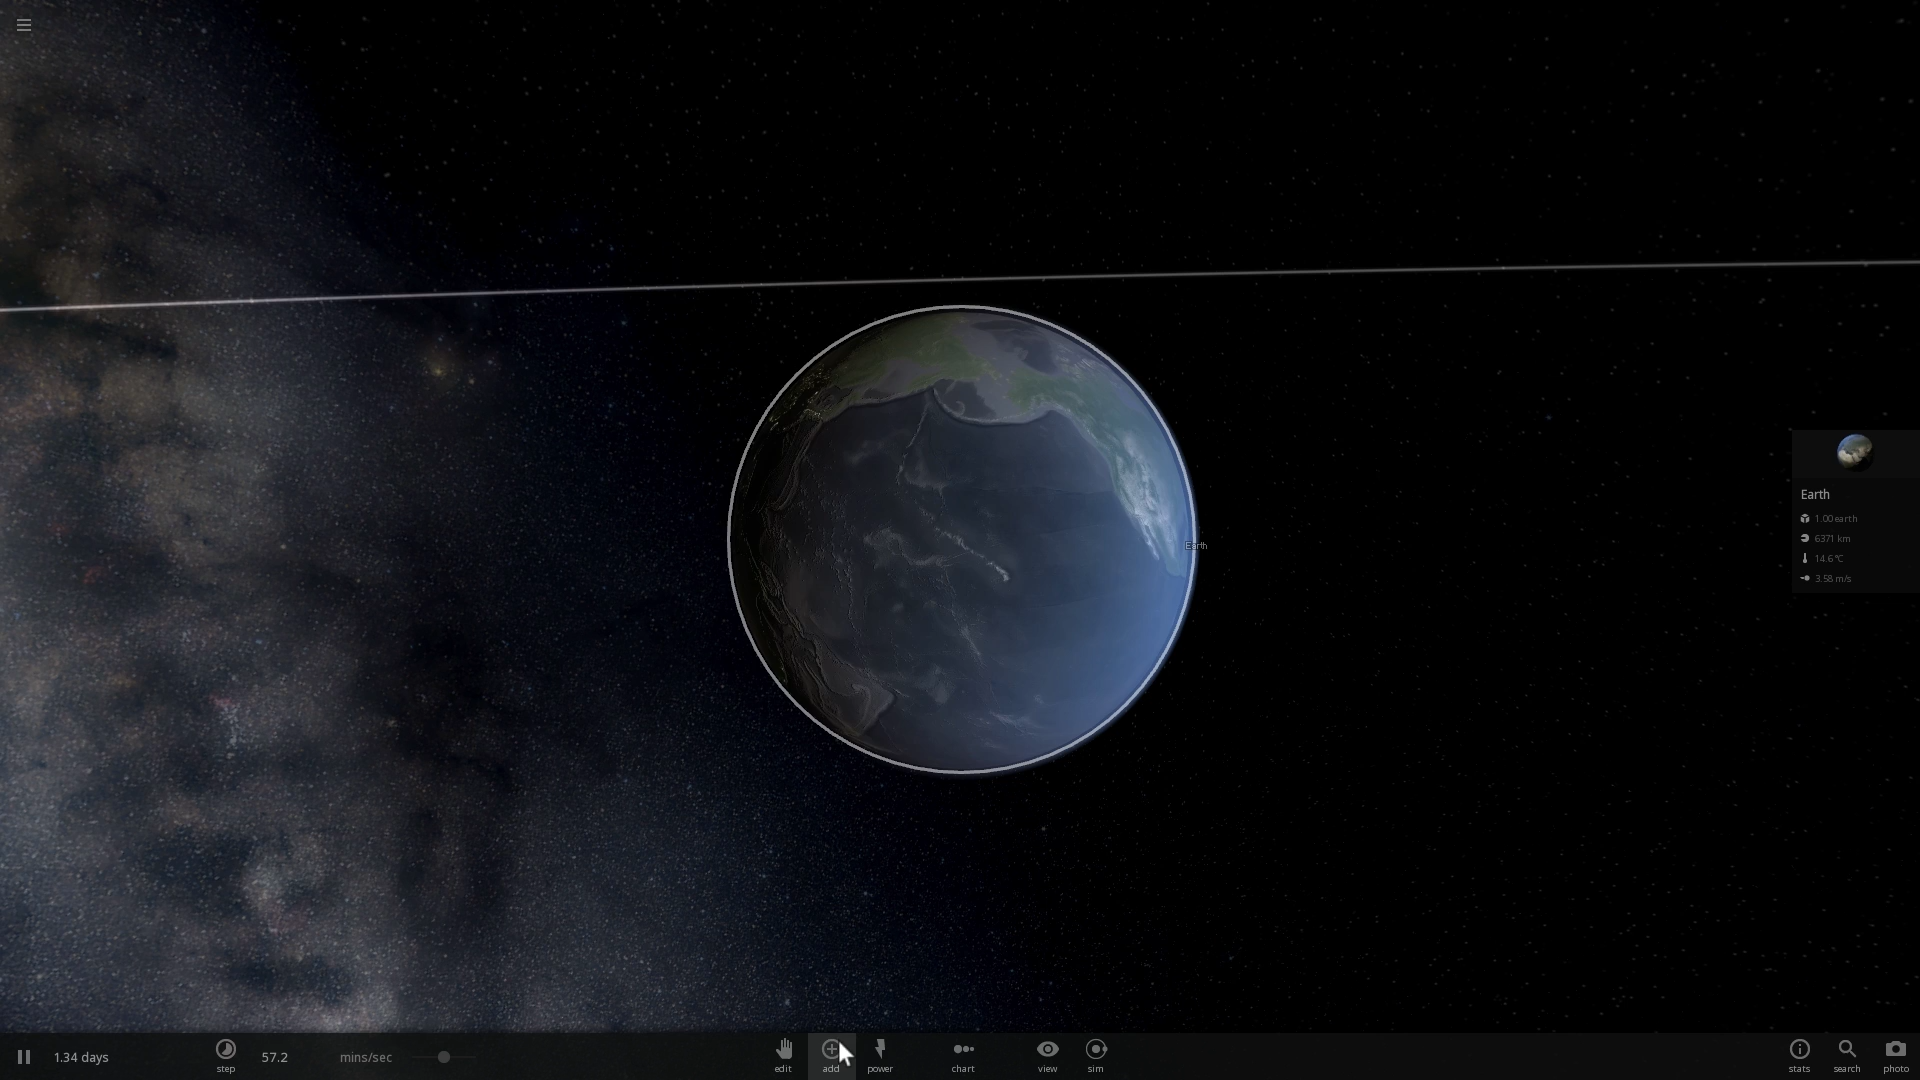 Earth
Earth
1.00 earth
6371 km
14.6 °C
3.58 m/s
1.34 days
step
57.2
mins/sec
edit
add
power
chart
view
sim
stats
search
photo